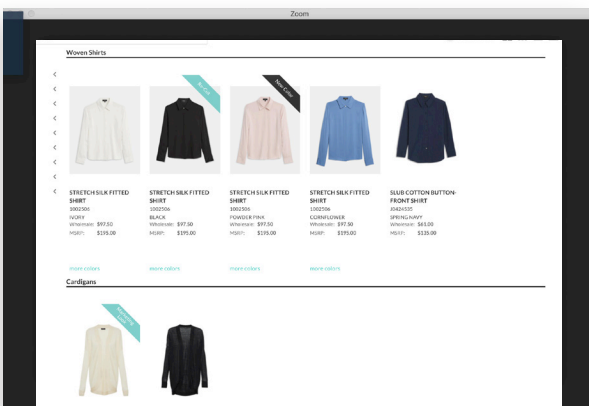 Zoom
Woven Shirts
Re-Cut
New Color
STRETCH SILK FITTED
SHIRT
1002506
IVORY
Wholesale: $97.50
MSRP: $195.00
more colors
STRETCH SILK FITTED
SHIRT
1002506
BLACK
Wholesale: $97.50
MSRP: $195.00
more colors
STRETCH SILK FITTED
SHIRT
1002506
POWDER PINK
Wholesale: $97.50
MSRP: $195.00
more colors
STRETCH SILK FITTED
SHIRT
1002506
CORNFLOWER
Wholesale: $97.50
MSRP: $195.00
more colors
SLUB COTTON BUTTON-
FRONT SHIRT
SPRING NAVY
Wholesale:
MSRP: $135.00
Cardigans